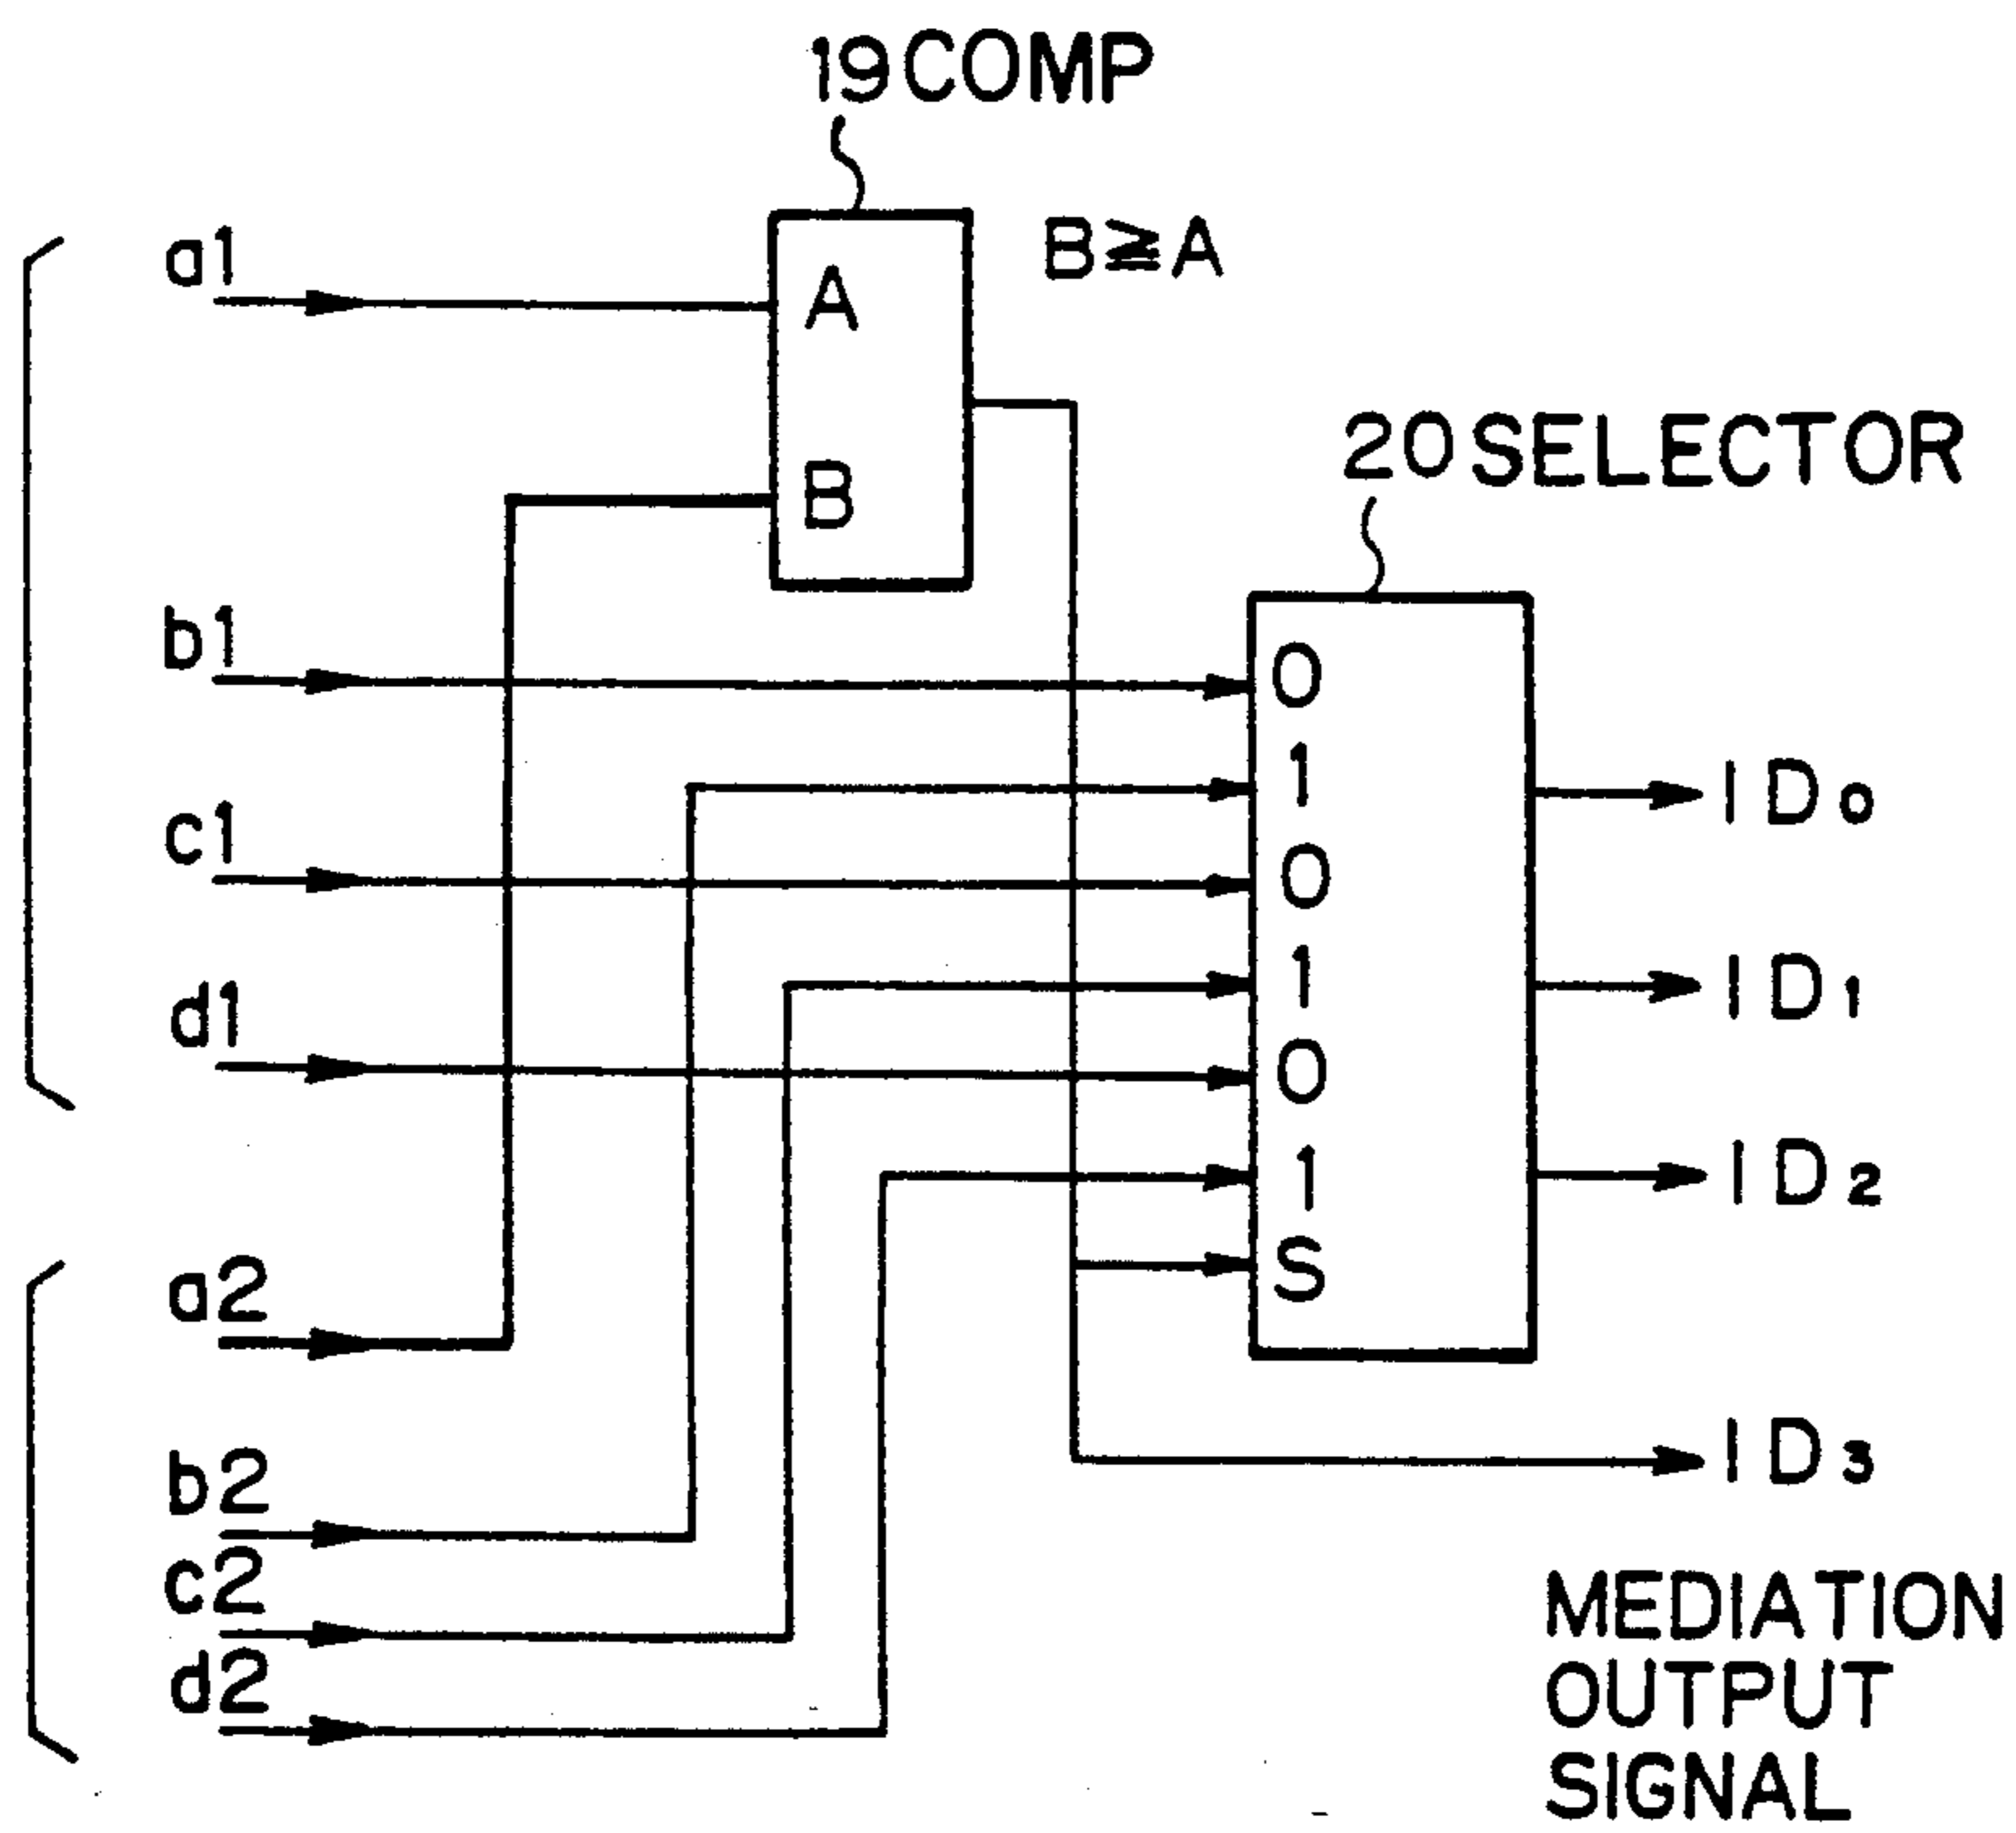 19 COMP
a1
A
B≧A
B
20 SELECTOR
b1
0
1
ID0
c1
0
1
ID1
d1
0
1
ID2
S
a2
b2
ID3
c2
d2
MEDIATION
OUTPUT
SIGNAL